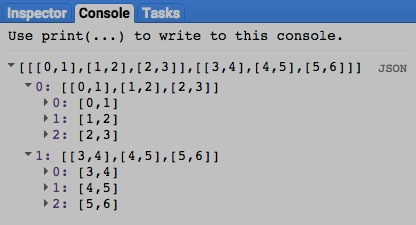 Inspector Console Tasks
Use print(...) to write to this console.
[[[0,1],[1,2],[2,3]],[[3,4],[4,5],[5,6]]] JSON
0: [[0,1],[1,2],[2,3]]
0: [0,1]
1: [1,2]
2: [2,3]
1: [[3,4],[4,5],[5,6]]
0: [3,4]
1: [4,5]
2: [5,6]